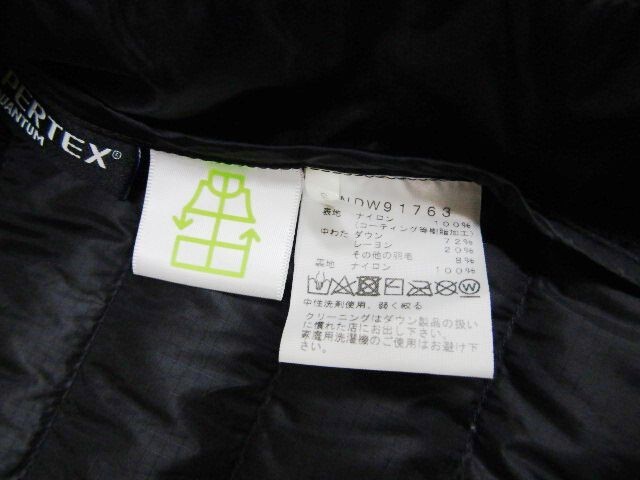 PERTEX®
QUANTUM
NDW91763
表地 ナイロン 100%
(コーティング等樹脂加工)
中わた ダウン 72%
レーヨン 20%
その他の羽毛 8%
裏地 ナイロン 100%
中性洗剤使用、弱く絞る
クリーニングはダウン製品の扱い
に慣れた店にお出し下さい。
家庭用洗濯機のご使用はお避け下
さい。